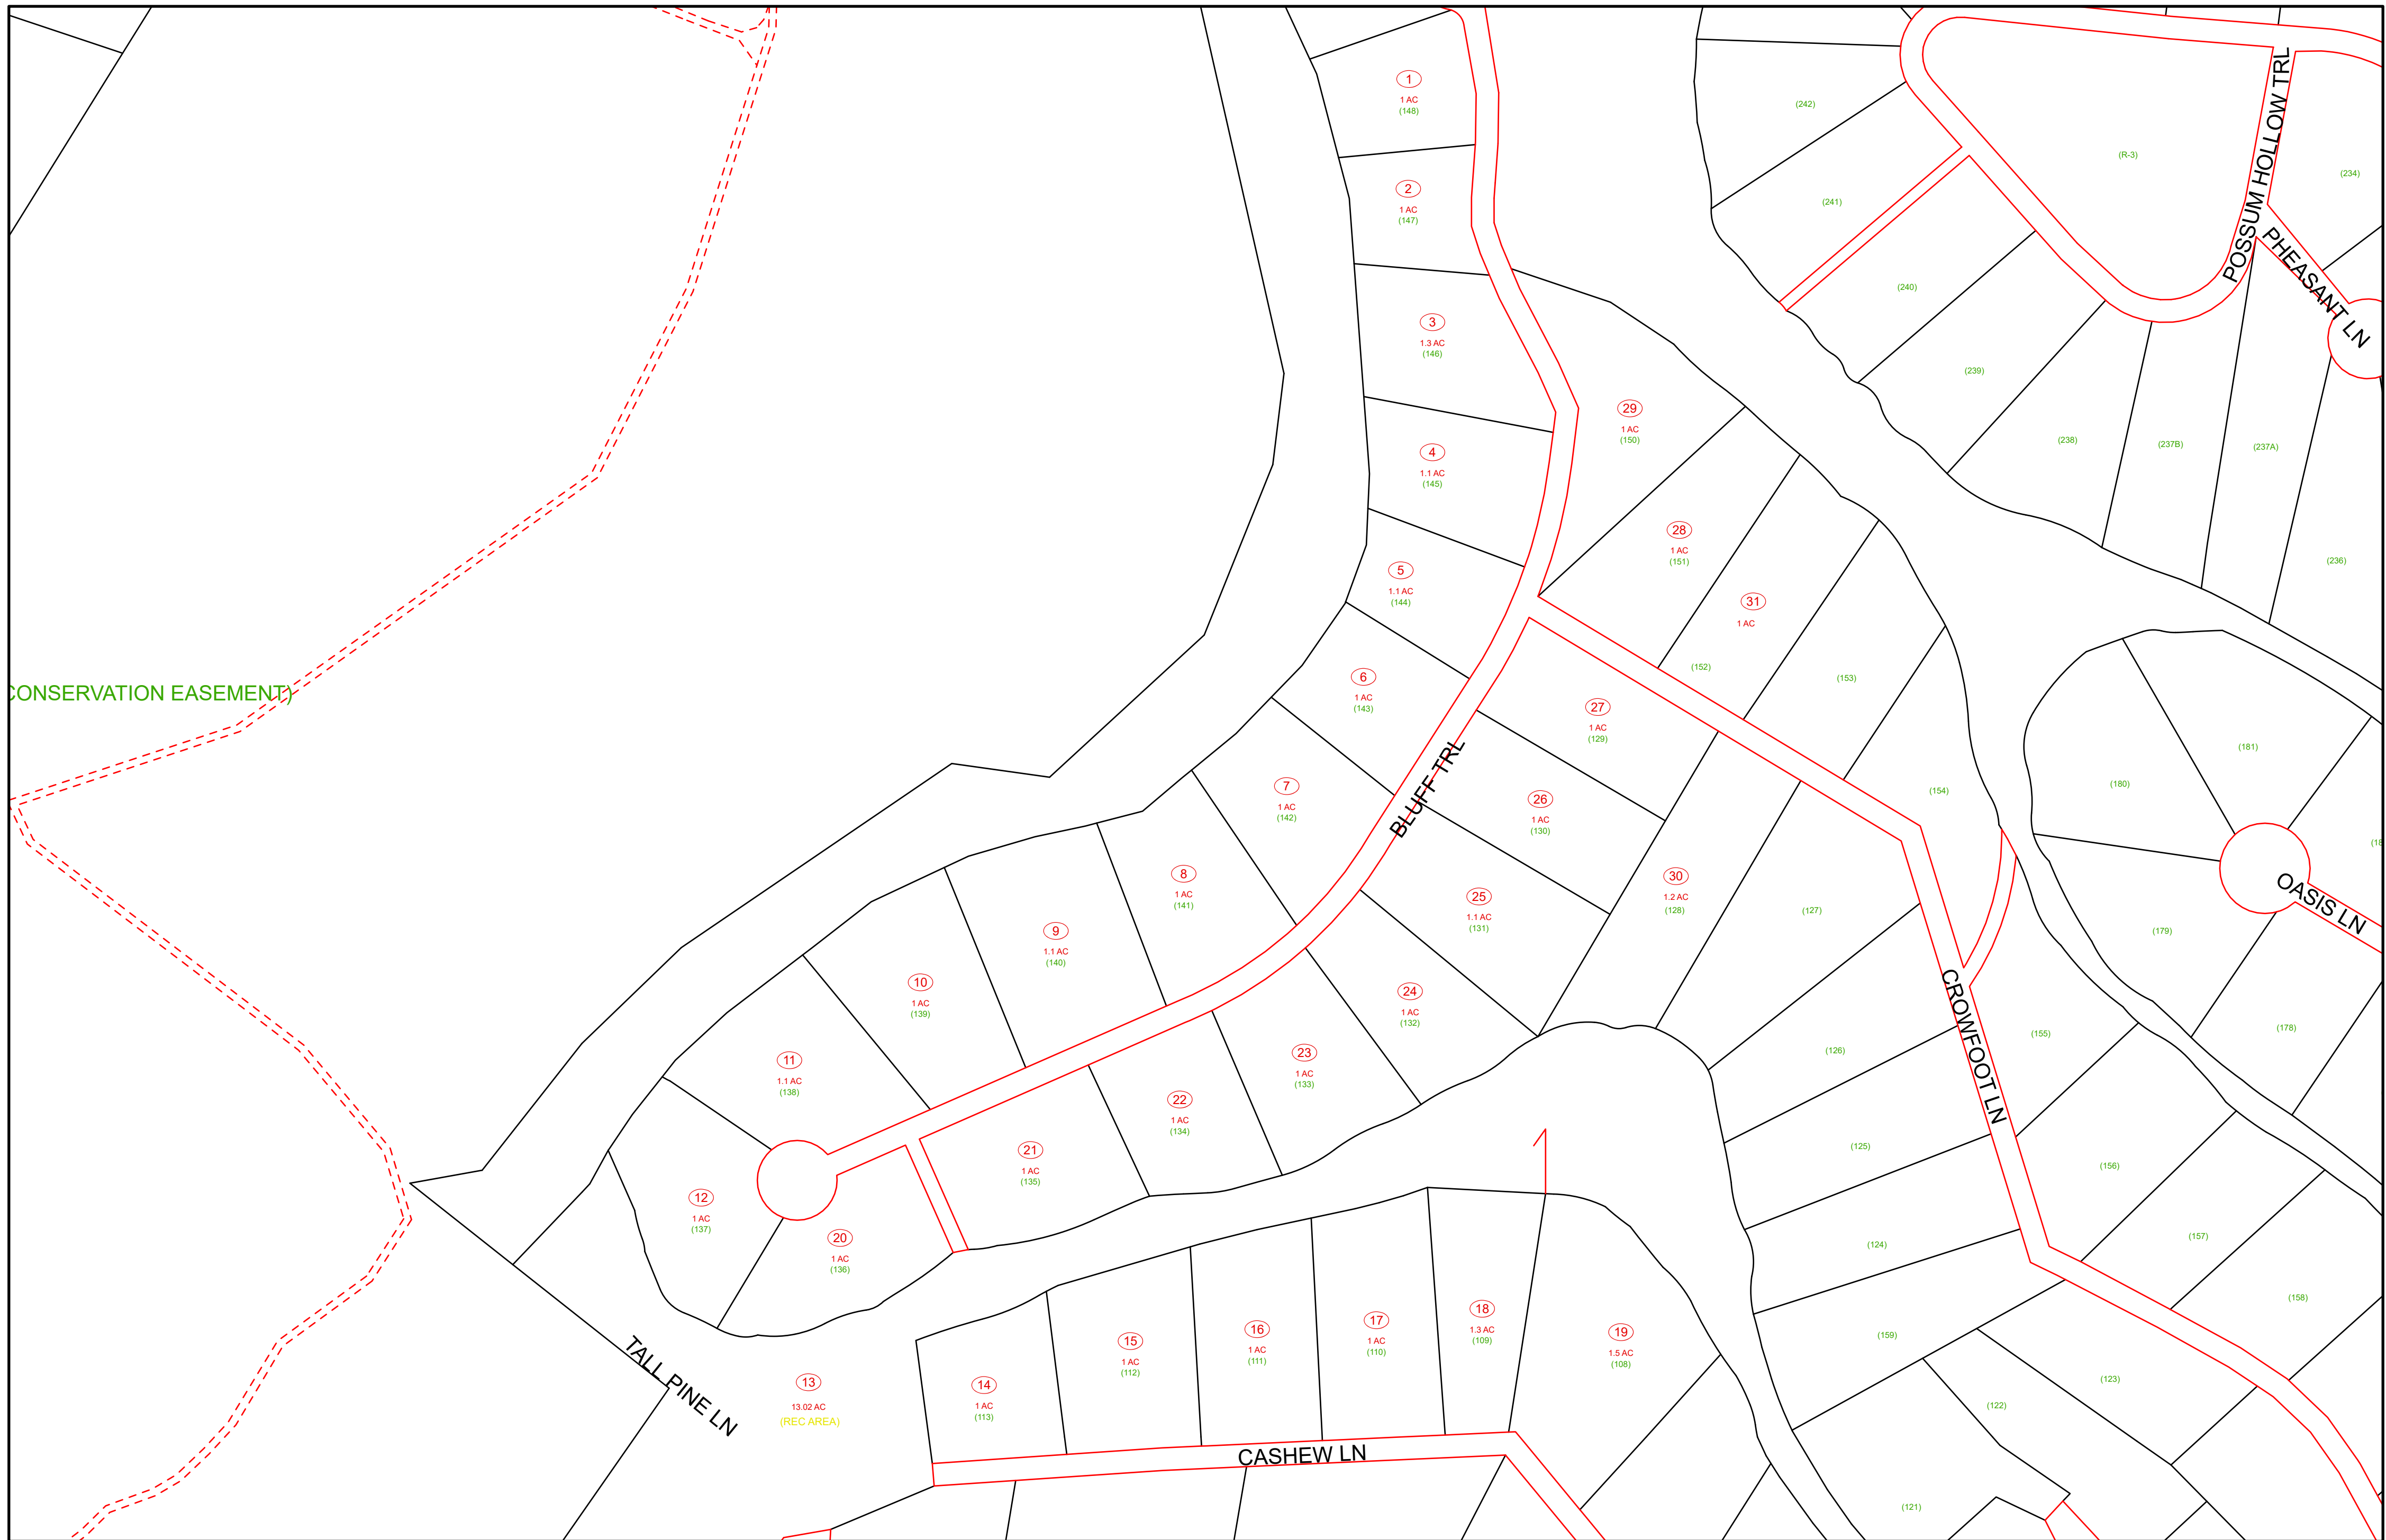 1
1 AC
(148)
2
1 AC
(147)
3
1.3 AC
(146)
4
1.1 AC
(145)
5
1.1 AC
(144)
6
1 AC
(143)
7
1 AC
(142)
8
1 AC
(141)
9
1.1 AC
(140)
10
1 AC
(139)
11
1.1 AC
(138)
12
1 AC
(137)
13
13.02 AC
(REC AREA)
14
1 AC
(113)
15
1 AC
(112)
16
1 AC
(111)
17
1 AC
(110)
18
1.3 AC
(109)
19
1.5 AC
(108)
20
1 AC
(136)
21
1 AC
(135)
22
1 AC
(134)
23
1 AC
(133)
24
1 AC
(132)
25
1.1 AC
(131)
26
1 AC
(130)
27
1 AC
(129)
28
1 AC
(151)
29
1 AC
(150)
30
1.2 AC
(128)
31
1 AC
(152)
(153)
(154)
(127)
(126)
(125)
(124)
(159)
(123)
(122)
(121)
(155)
(156)
(157)
(158)
(178)
(179)
(180)
(181)
(242)
(241)
(240)
(239)
(238)
(237B)
(237A)
(236)
(234)
(R-3)
POSSUM HOLLOW TRL
PHEASANT LN
OASIS LN
CROWFOOT LN
BLUFF TRL
CASHEW LN
TALL PINE LN
CONSERVATION EASEMENT)